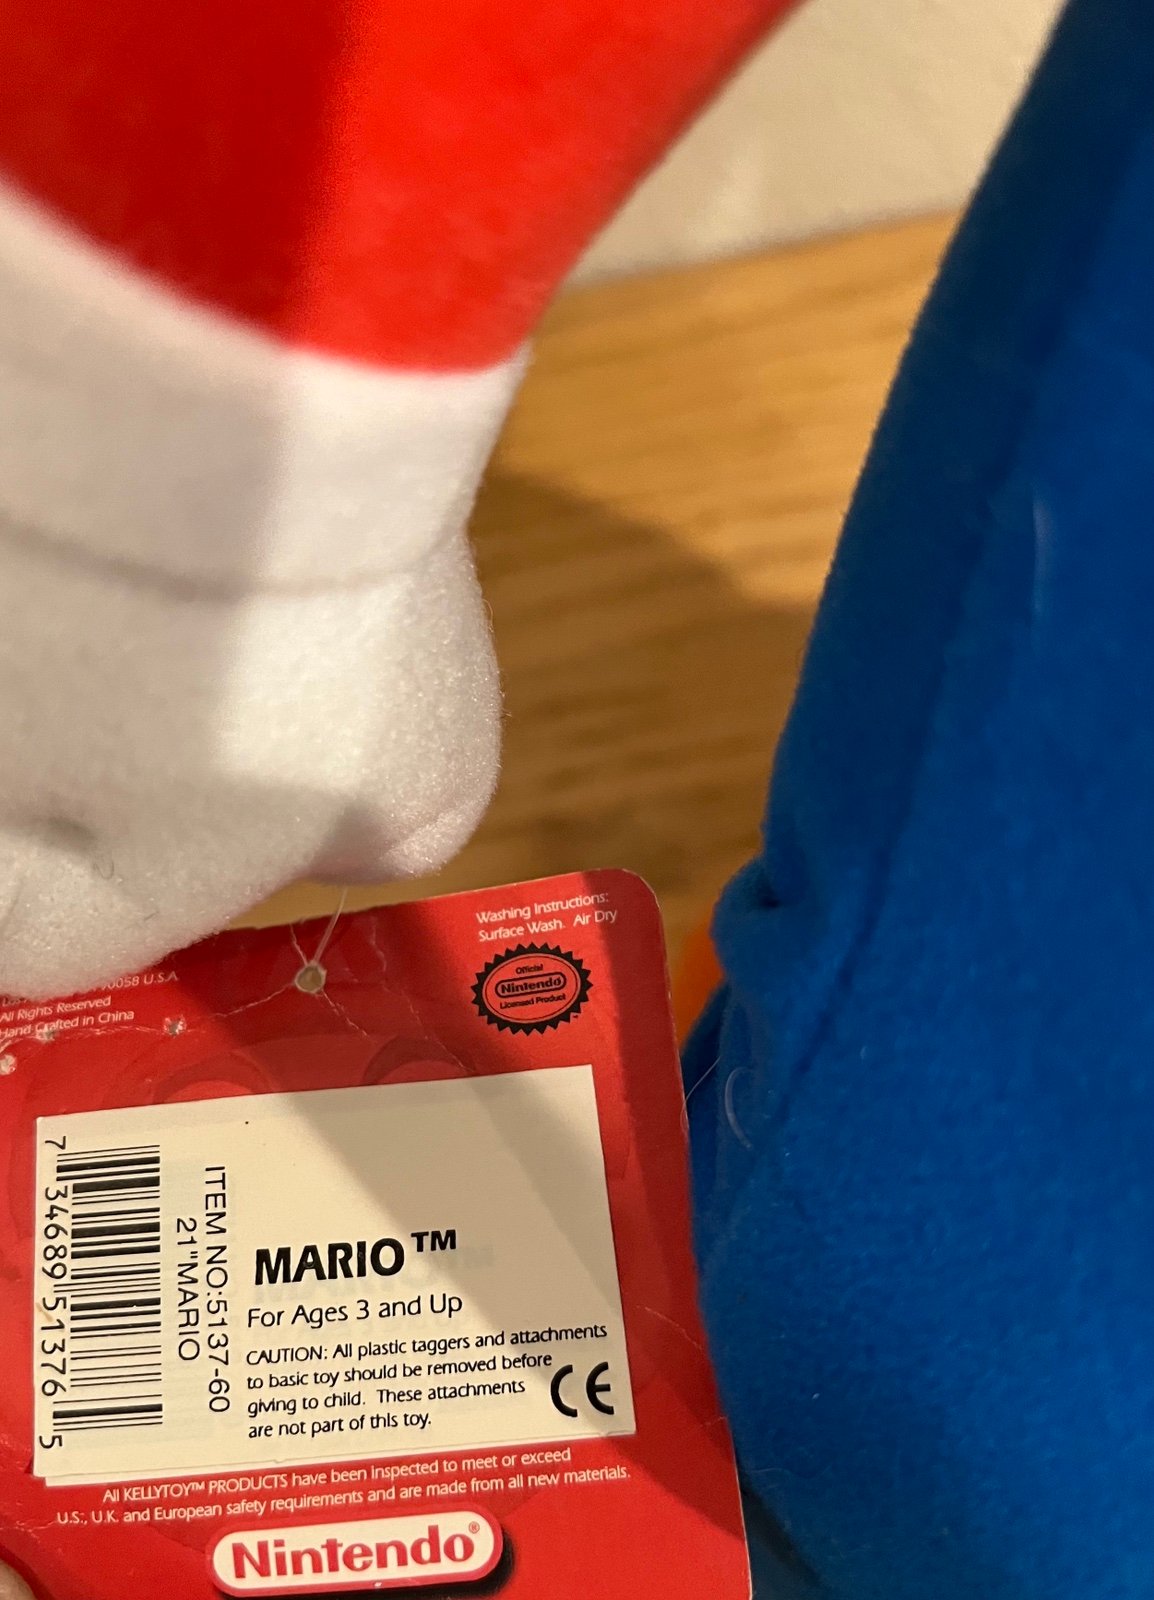 Washing Instructions:
Surface Wash. Air Dry
Official
Nintendo
Licensed Product
90058 U.S.A
All Rights Reserved
Hand Crafted in China
7 34689 51376 5
ITEM NO:5137-60
21"MARIO
MARIO™
For Ages 3 and Up
CAUTION: All plastic taggers and attachments
to basic toy should be removed before
giving to child. These attachments
are not part of this toy.
CE
All KELLYTOY™ PRODUCTS have been inspected to meet or exceed
U.S., U.K. and European safety requirements and are made from all new materials.
Nintendo®